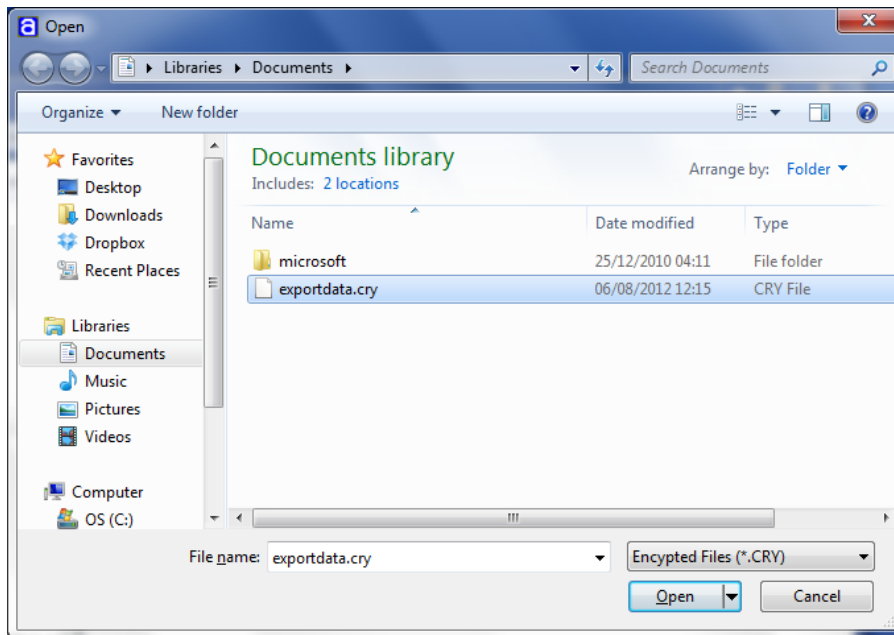 a Open
Libraries Documents
Search Documents
Organize New folder
Favorites
Desktop
Downloads
Dropbox
Recent Places
Libraries
Documents
Music
Pictures
Videos
Computer
OS (C:)
Documents library
Includes: 2 locations
Arrange by: Folder
Name Date modified Type
microsoft 25/12/2010 04:11 File folder
exportdata.cry 06/08/2012 12:15 CRY File
File name: exportdata.cry Encypted Files (*.CRY)
Open Cancel